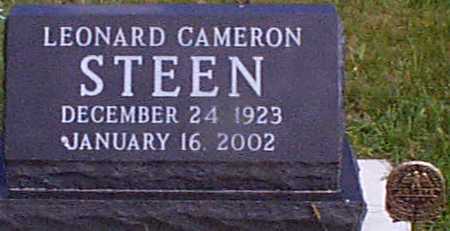 LEONARD CAMERON
STEEN
DECEMBER 24 1923
JANUARY 16. 2002